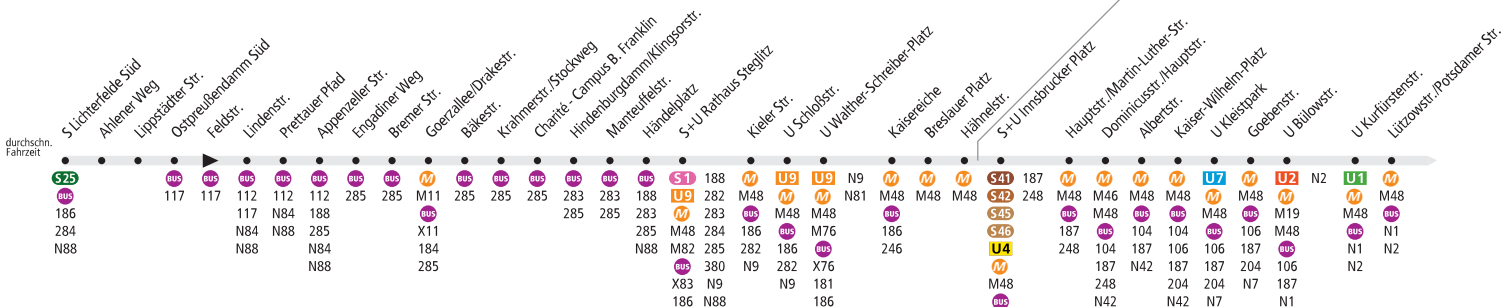 durchschn.
Fahrzeit
S Lichterfelde Süd
Ahlener Weg
Lippstädter Str.
Ostpreußendamm Süd
Feldstr.
Lindenstr.
Prettauer Pfad
Appenzeller Str.
Engadiner Weg
Bremer Str.
Goerzallee/Drakestr.
Bäkestr.
Krahmerstr./Stockweg
Charité - Campus B. Franklin
Hindenburgdamm/Klingsorstr.
Manteuffelstr.
Händelplatz
S+U Rathaus Steglitz
Kieler Str.
U Schloßstr.
U Walther-Schreiber-Platz
Kaisereiche
Breslauer Platz
Hähnelstr.
S+U Innsbrucker Platz
Hauptstr./Martin-Luther-Str.
Dominicusstr./Hauptstr.
Albertstr.
Kaiser-Wilhelm-Platz
U Kleistpark
Goebenstr.
U Bülowstr.
U Kurfürstenstr.
Lützowstr./Potsdamer Str.
S25 BUS BUS BUS BUS BUS BUS BUS M BUS BUS BUS BUS BUS BUS S1 188 M U9 U9 N9 M M M S41 187 M M M M U7 M U2 N2 U1 M
BUS 117 117 112 112 112 285 285 M11 285 285 285 283 283 188 U9 282 M48 M M N81 M48 M48 M48 S42 248 M48 M46 M48 M48 M M48 M M M48
186 117 N84 188 BUS 285 285 283 M 283 BUS M48 M48 BUS S45 BUS M48 BUS BUS M48 BUS M19 M48 BUS
284 N84 N88 285 X11 285 M48 284 186 BUS M76 186 S46 187 BUS 104 104 BUS 106 M48 BUS N1
N88 N88 N84 184 N88 M82 285 282 186 BUS 246 U4 248 104 187 106 106 187 BUS N1 N2
N88 285 BUS 380 N9 282 X76 M 187 N42 187 187 204 106 N2
X83 N9 N9 181 M48 248 204 204 N7 187
186 N88 186 BUS N42 N42 N7 N1